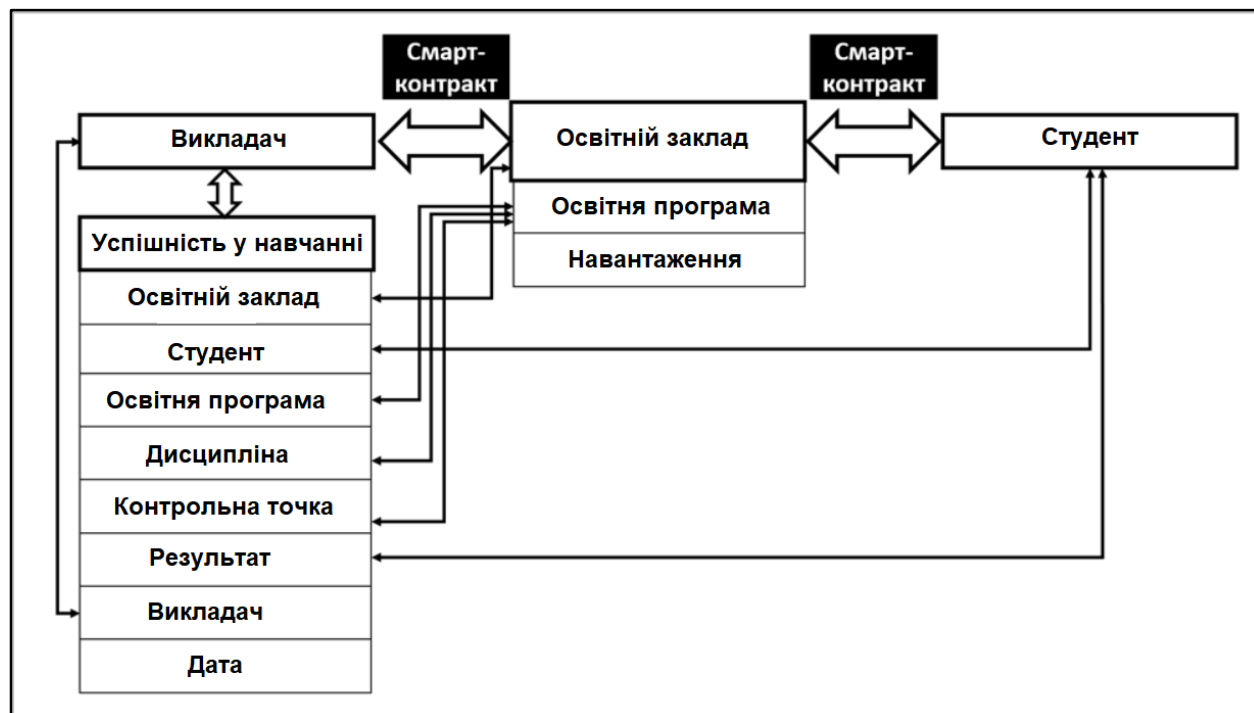 Смарт-
контракт
Смарт-
контракт
Викладач
Освітній заклад
Студент
Освітня програма
Навантаження
Успішність у навчанні
Освітній заклад
Студент
Освітня програма
Дисципліна
Контрольна точка
Результат
Викладач
Дата